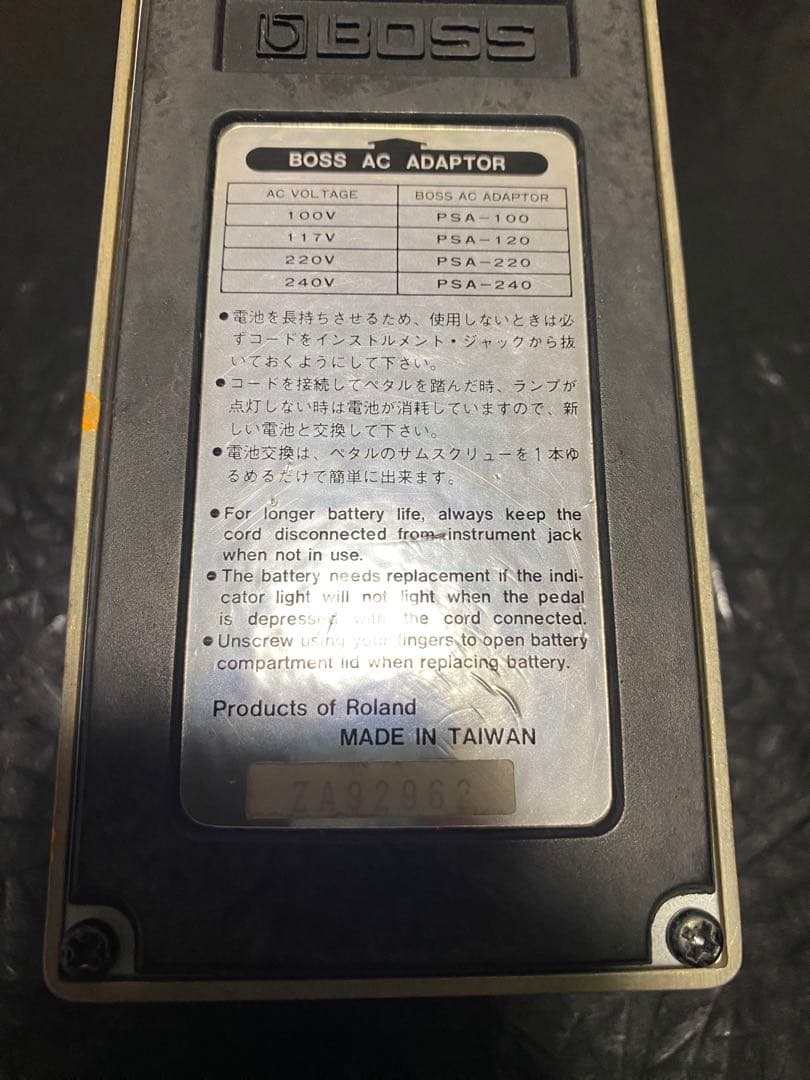 BOSS
BOSS AC ADAPTOR
AC VOLTAGE BOSS AC ADAPTOR
100V PSA-100
117V PSA-120
220V PSA-220
240V PSA-240
●電池を長持ちさせるため、使用しないときは必
ずコードをインストルメント・ジャックから抜
いておくようにして下さい。
●コードを接続してペタルを踏んだ時、ランプが
点灯しない時は電池が消耗していますので、新
しい電池と交換して下さい。
●電池交換は、ペタルのサムスクリューを1本ゆ
るめるだけで簡単に出来ます。
●For longer battery life, always keep the
cord disconnected from instrument jack
when not in use.
●The battery needs replacement if the indi-
cator light will not light when the pedal
is depressed with the cord connected.
●Unscrew using your fingers to open battery
compartment lid when replacing battery.
Products of Roland
MADE IN TAIWAN
ZA92962